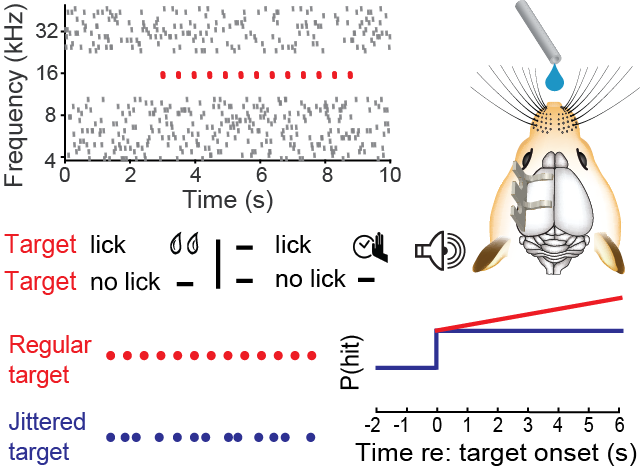 Frequency (kHz)
32
16
8
4
0 2 4 6 8 10
Time (s)
Target lick – lick
Target no lick – no lick –
Regular
target
Jittered
target
P(hit)
-2 -1 0 1 2 3 4 5 6
Time re: target onset (s)